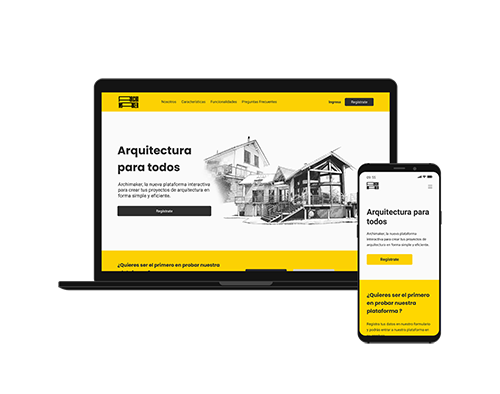 Nosotros Características Funcionalidades Preguntas Frecuentes Ingresa Regístrate
Arquitectura
para todos
Archimaker, la nueva plataforma interactiva
para crear tus proyectos de arquitectura en
forma simple y eficiente.
Regístrate
¿Quieres ser el primero en probar nuestra
Arquitectura para
todos
Archimaker, la nueva plataforma
interactiva para crear tus proyectos de
arquitectura en forma simple y eficiente.
Regístrate
¿Quieres ser el primero
en probar nuestra
plataforma ?
Registra tus datos en nuestro formulario
y podrás entrar a nuestra plataforma en